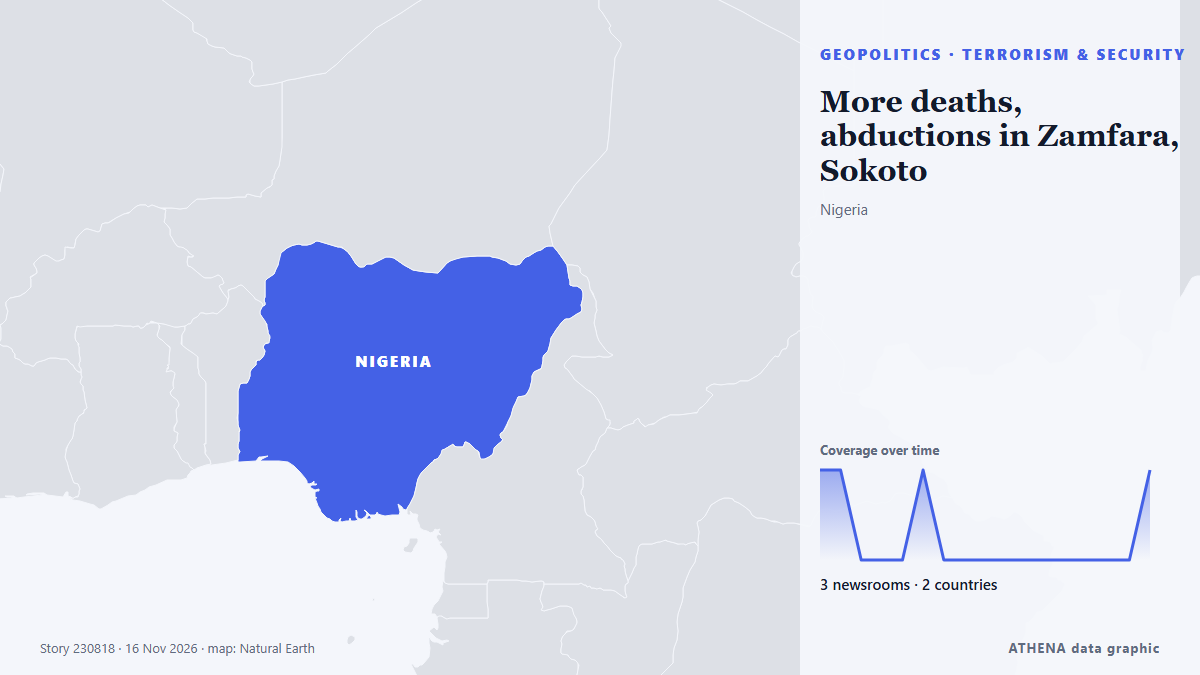 GEOPOLITICS · TERRORISM & SECURITY
More deaths,
abductions in Zamfara,
Sokoto
Nigeria
NIGERIA
Coverage over time
3 newsrooms · 2 countries
Story 230818 · 16 Nov 2026 · map: Natural Earth
ATHENA data graphic